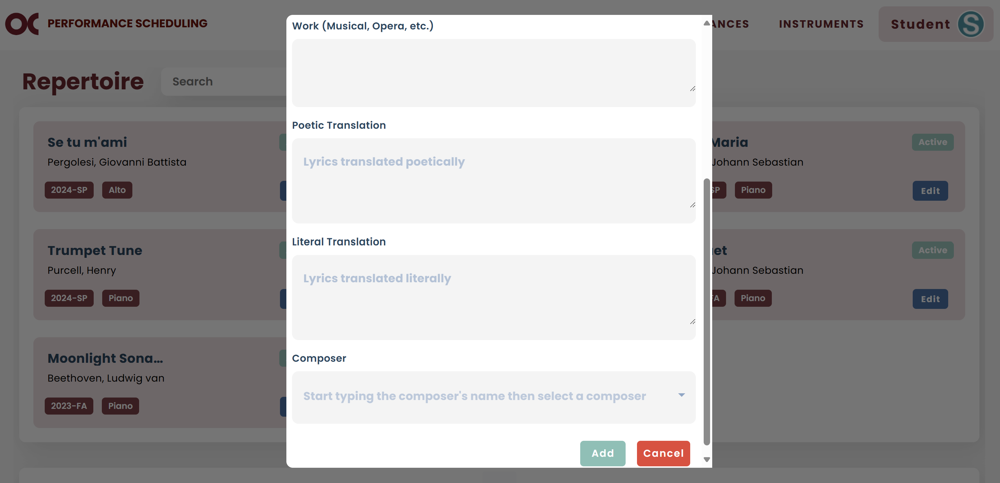 OC PERFORMANCE SCHEDULING
ANCES INSTRUMENTS Student S
Repertoire Search
Se tu m'ami
Pergolesi, Giovanni Battista
2024-SP Alto
Trumpet Tune
Purcell, Henry
2024-SP Piano
Moonlight Sona...
Beethoven, Ludwig van
2023-FA Piano
Work (Musical, Opera, etc.)
Poetic Translation
Lyrics translated poetically
Literal Translation
Lyrics translated literally
Composer
Start typing the composer's name then select a composer
Add Cancel
Maria Active
Johann Sebastian
SP Piano Edit
et Active
Johann Sebastian
FA Piano Edit